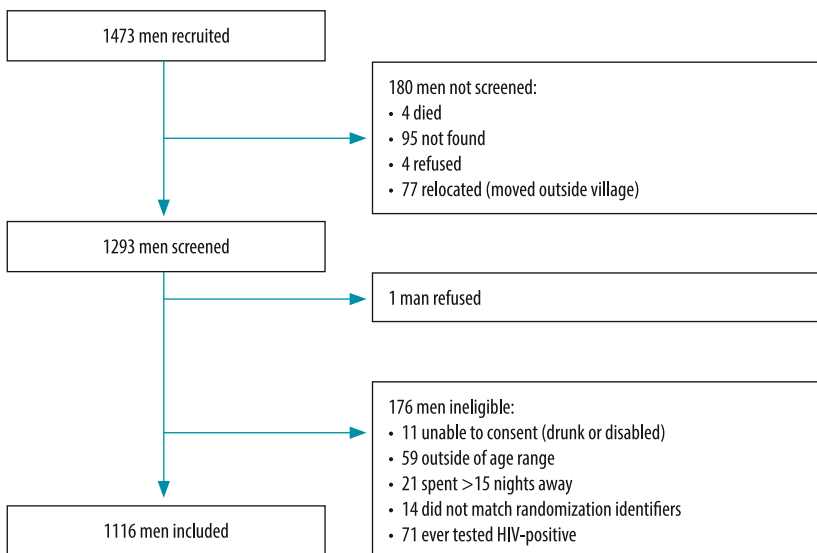 1473 men recruited
180 men not screened:
• 4 died
• 95 not found
• 4 refused
• 77 relocated (moved outside village)
1293 men screened
1 man refused
176 men ineligible:
• 11 unable to consent (drunk or disabled)
• 59 outside of age range
• 21 spent >15 nights away
• 14 did not match randomization identifiers
• 71 ever tested HIV-positive
1116 men included